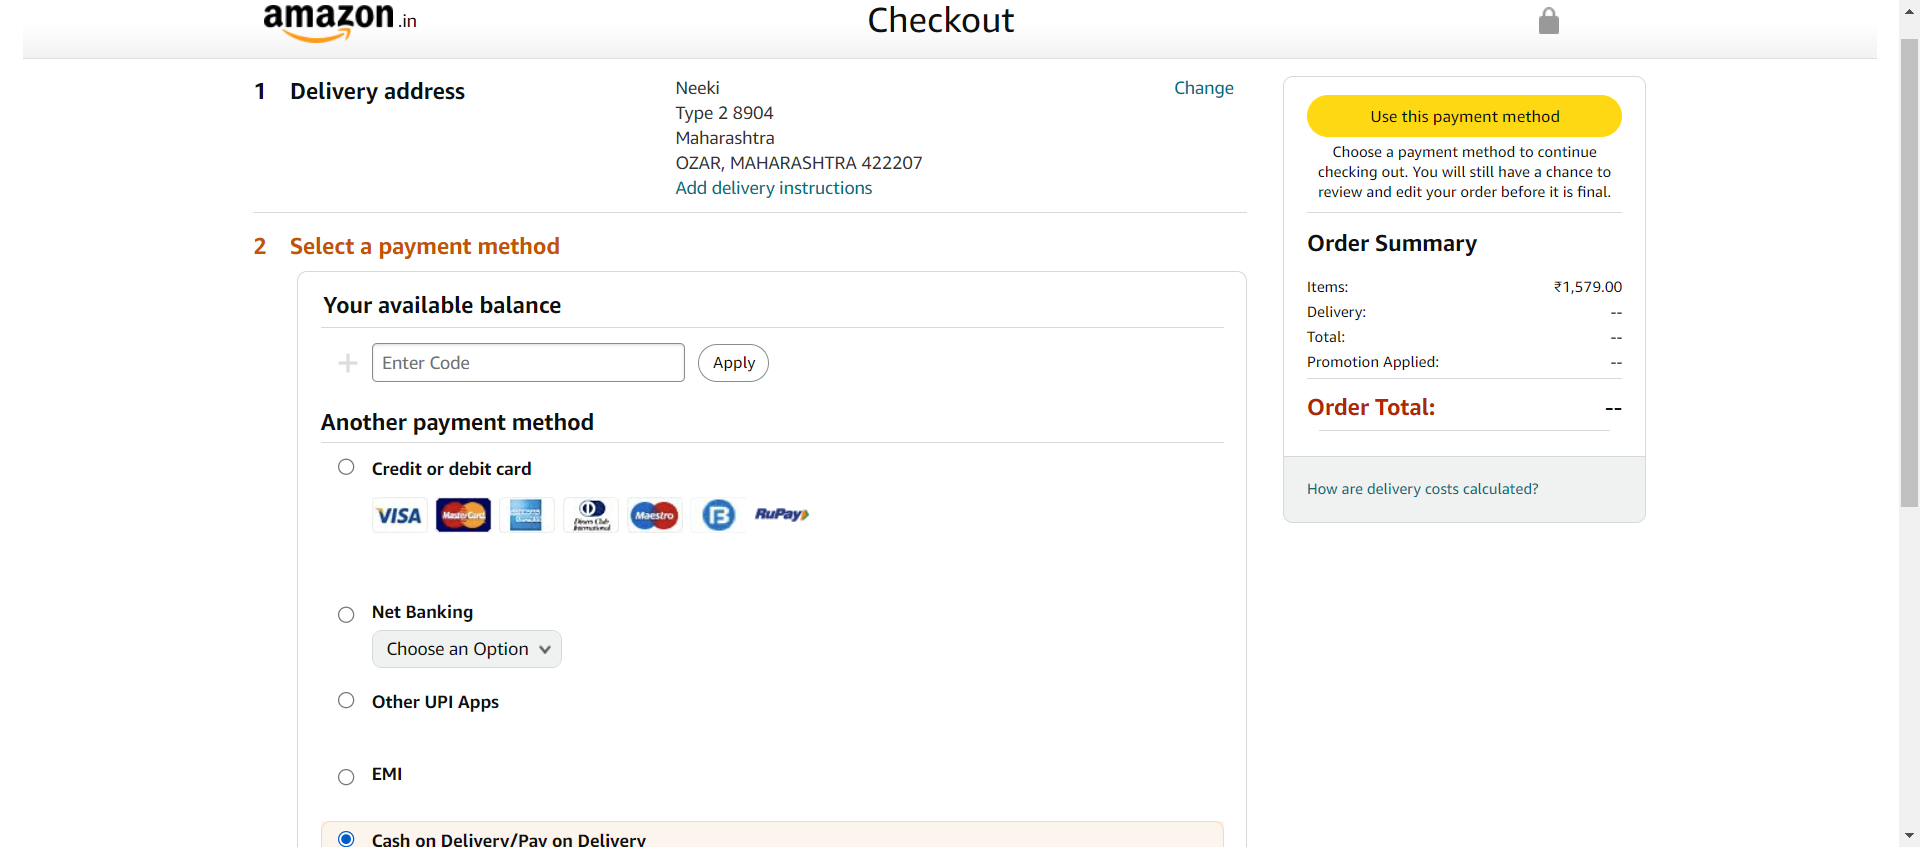 amazon.in
Checkout
1 Delivery address
Neeki
Type 2 8904
Maharashtra
OZAR, MAHARASHTRA 422207
Add delivery instructions
Change
2 Select a payment method
Your available balance
Enter Code
Apply
Another payment method
Credit or debit card
VISA MasterCard Diners Club International Maestro B RuPay
Net Banking
Choose an Option
Other UPI Apps
EMI
Cash on Delivery/Pay on Delivery
Use this payment method
Choose a payment method to continue
checking out. You will still have a chance to
review and edit your order before it is final.
Order Summary
Items: ₹1,579.00
Delivery: --
Total: --
Promotion Applied: --
Order Total: --
How are delivery costs calculated?